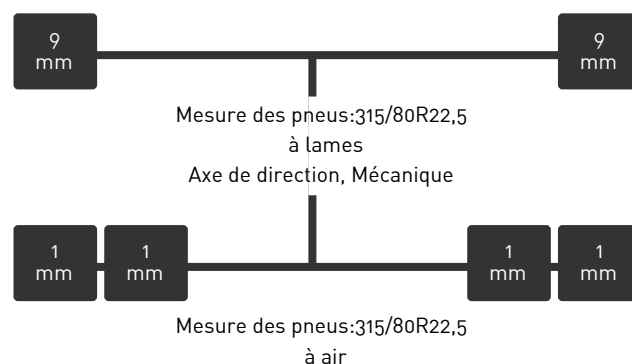 9 mm 9 mm
Mesure des pneus:315/80R22,5
à lames
Axe de direction, Mécanique
1 mm 1 mm 1 mm 1 mm
Mesure des pneus:315/80R22,5
à air